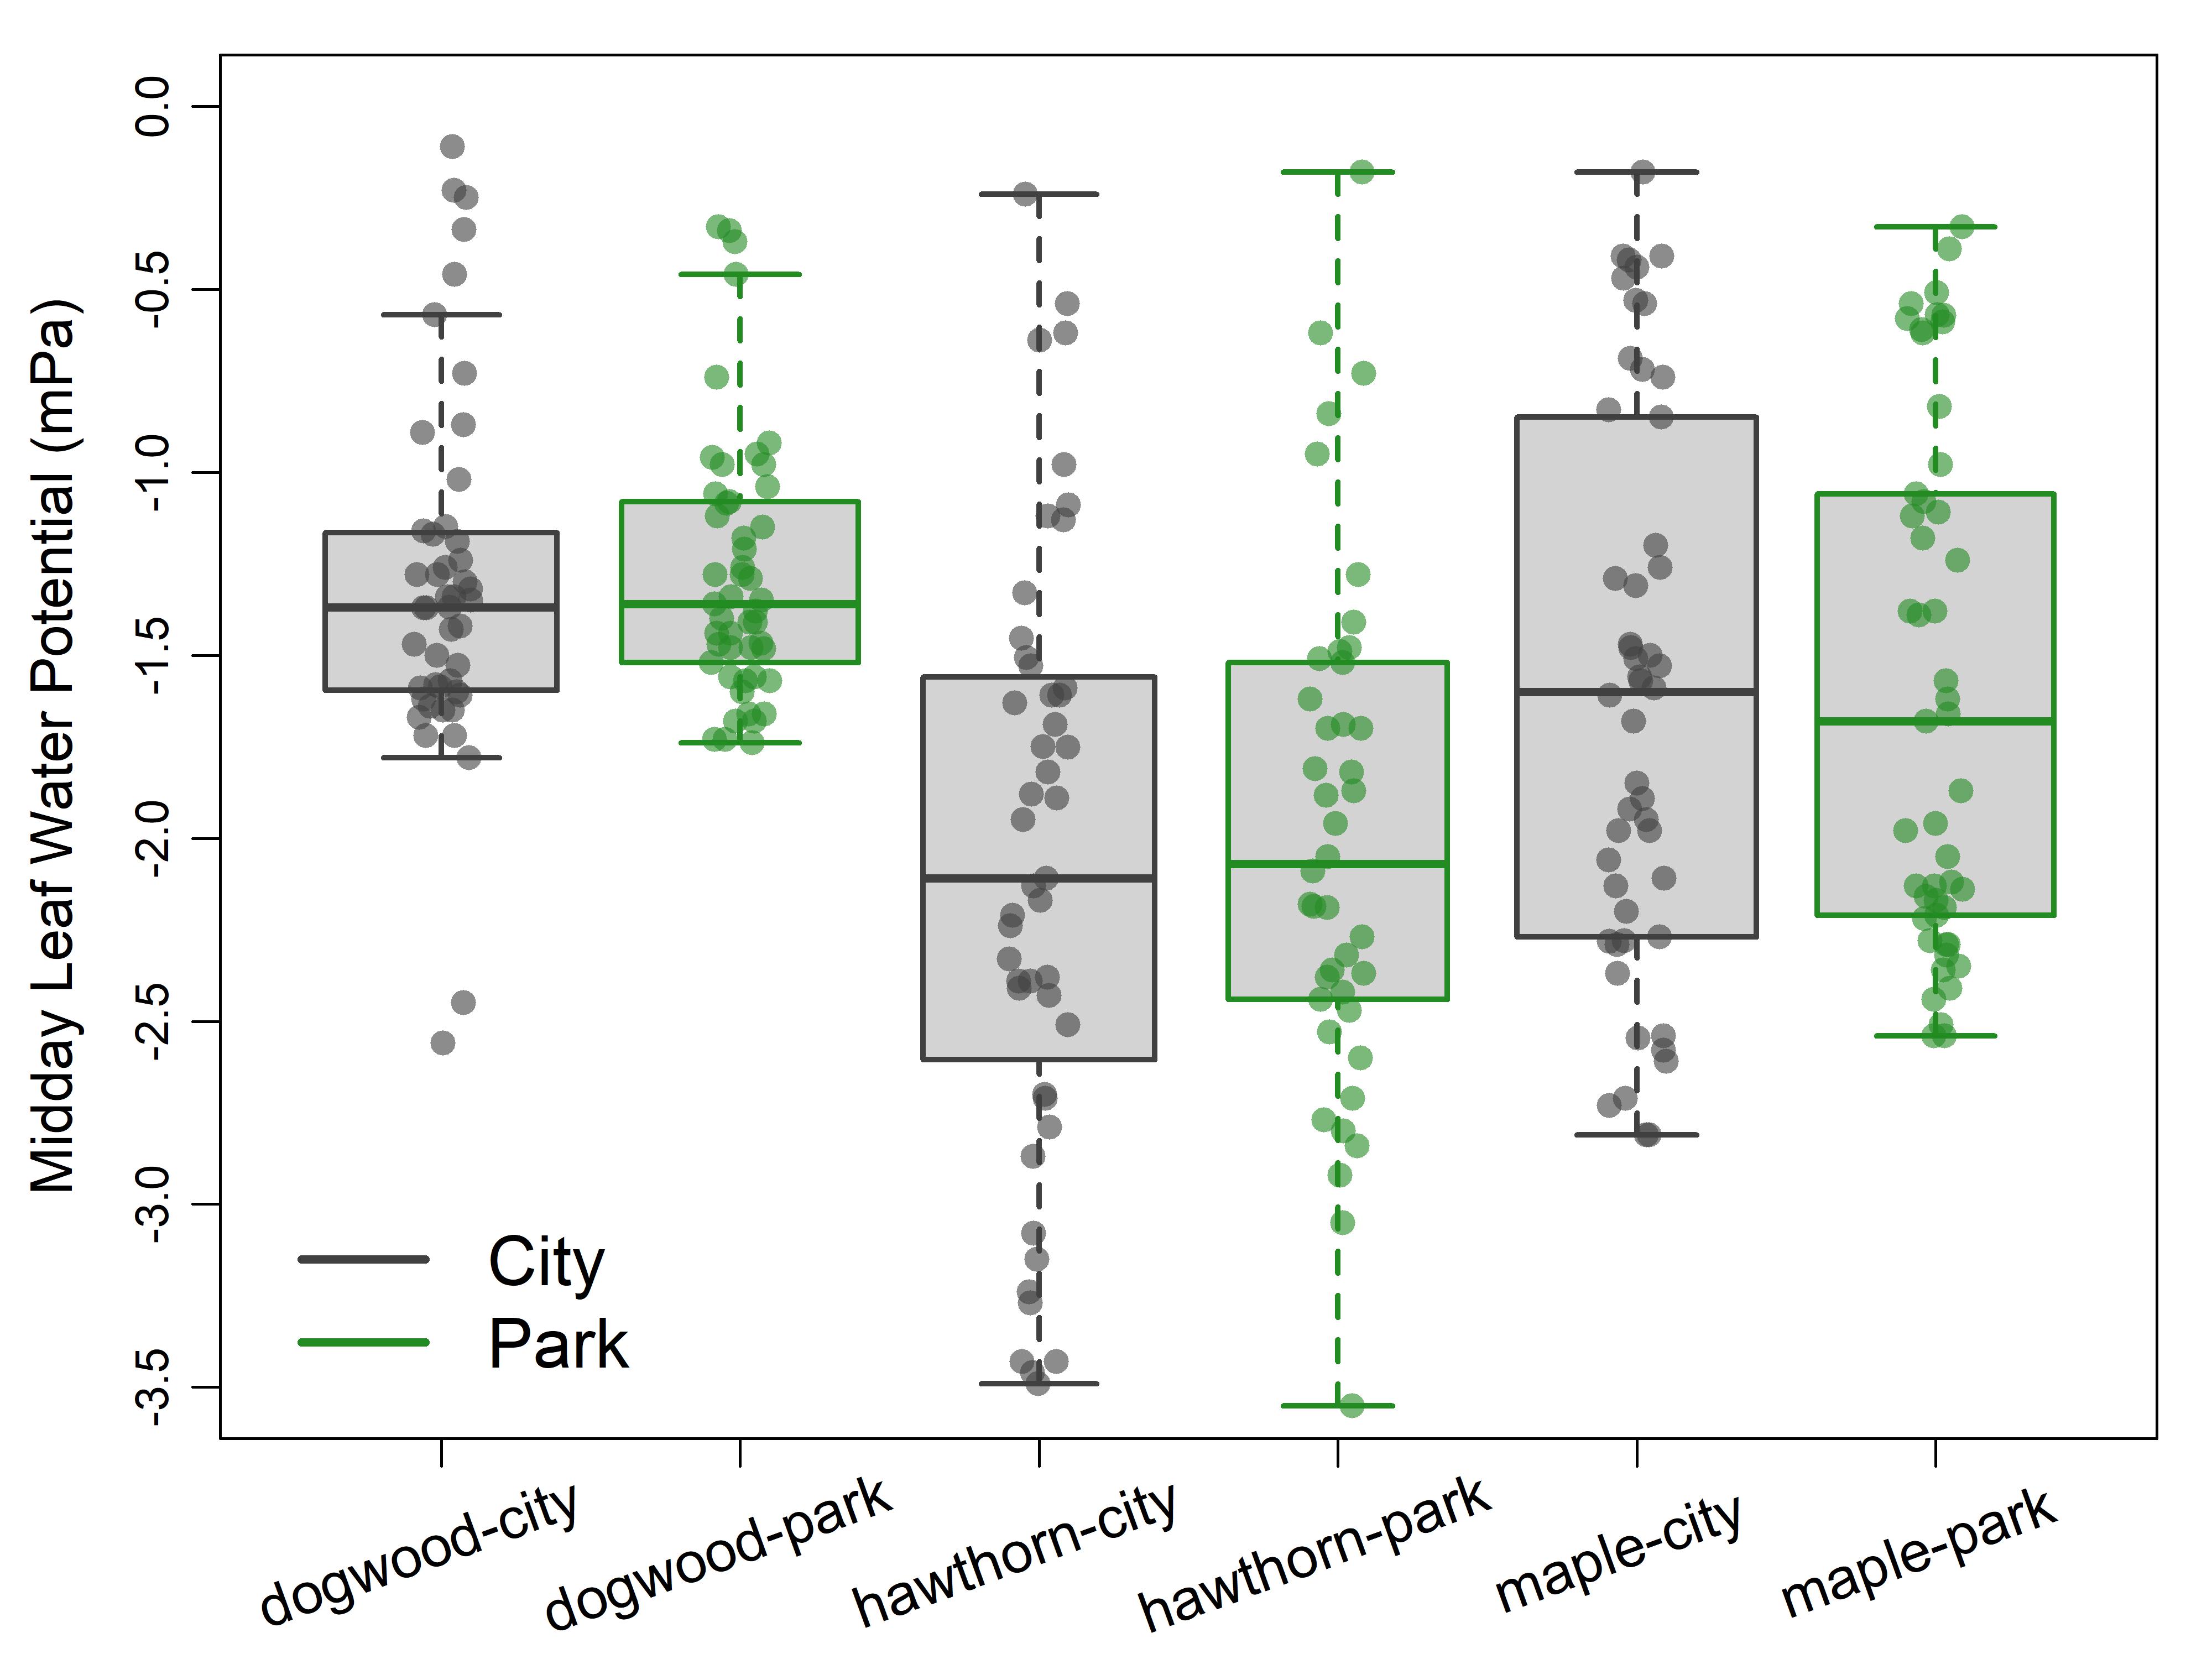 Midday Leaf Water Potential (mPa)
0.0
-0.5
-1.0
-1.5
-2.0
-2.5
-3.0
-3.5
City
Park
dogwood-city
dogwood-park
hawthorn-city
hawthorn-park
maple-city
maple-park